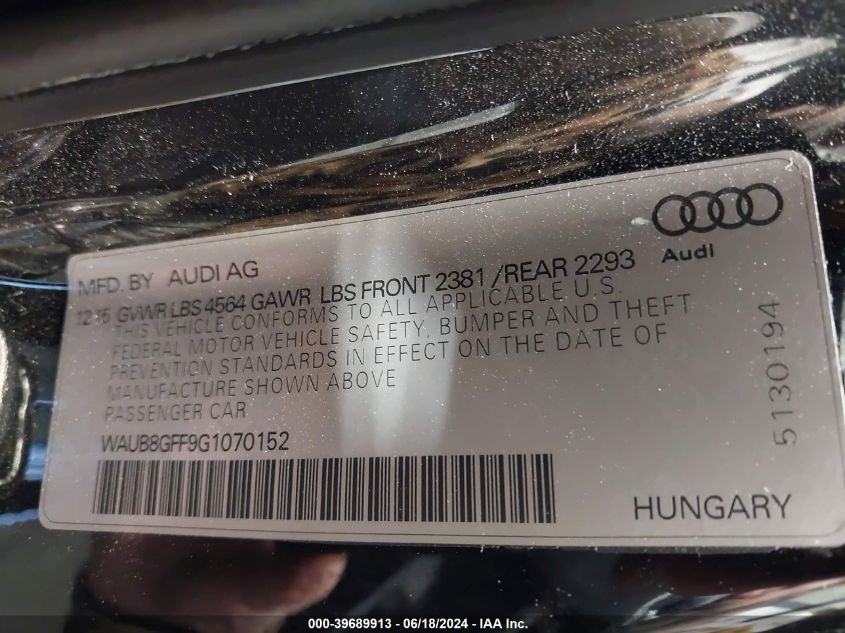 Audi
MFD. BY AUDI AG
12-15 GVWR LBS 4564 GAWR LBS FRONT 2381 /REAR 2293
THIS VEHICLE CONFORMS TO ALL APPLICABLE U.S.
FEDERAL MOTOR VEHICLE SAFETY, BUMPER AND THEFT
PREVENTION STANDARDS IN EFFECT ON THE DATE OF
MANUFACTURE SHOWN ABOVE
PASSENGER CAR
WAUB8GFF9G1070152
HUNGARY
5130194
000-39689913 / 06/18/2024 - IAA Inc.